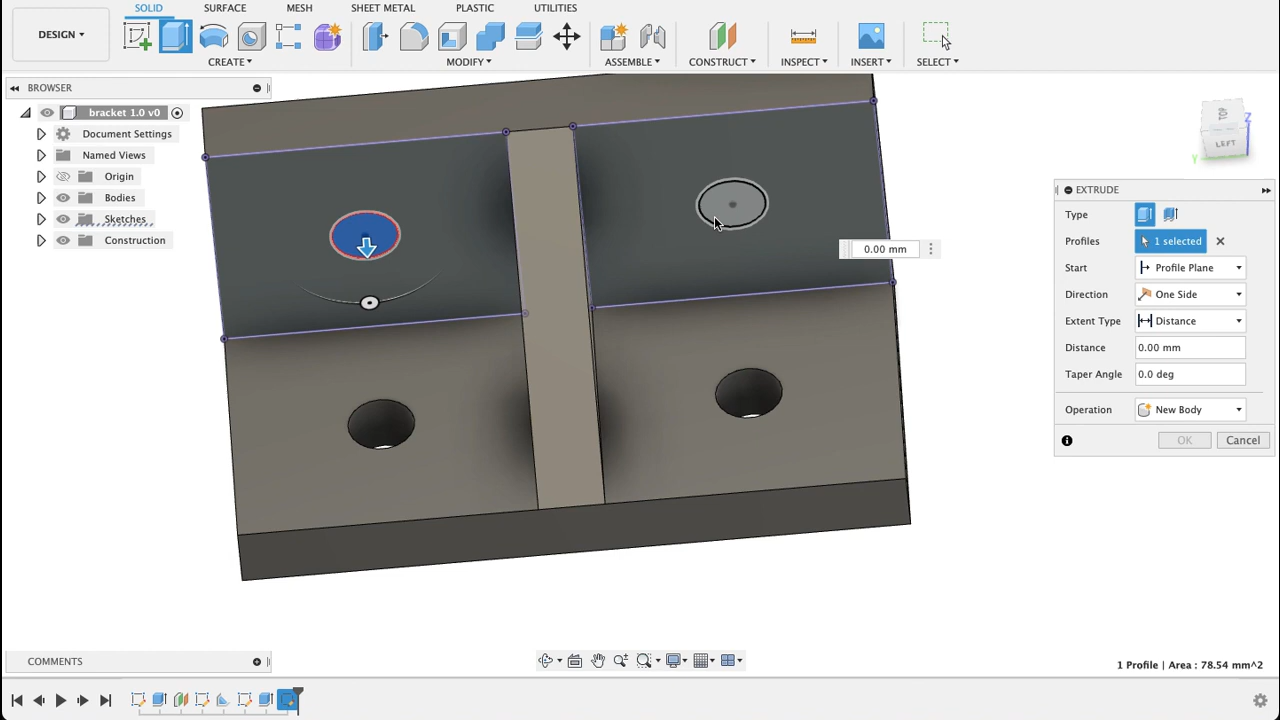 SOLID SURFACE MESH SHEET METAL PLASTIC UTILITIES
DESIGN
CREATE MODIFY ASSEMBLE CONSTRUCT INSPECT INSERT SELECT
BROWSER
bracket 1.0 v0
Document Settings
Named Views
Origin
Bodies
Sketches
Construction
Z
LEFT
Y
0.00 mm
EXTRUDE
Type
Profiles 1 selected
Start Profile Plane
Direction One Side
Extent Type Distance
Distance 0.00 mm
Taper Angle 0.0 deg
Operation New Body
OK Cancel
COMMENTS
1 Profile | Area : 78.54 mm^2